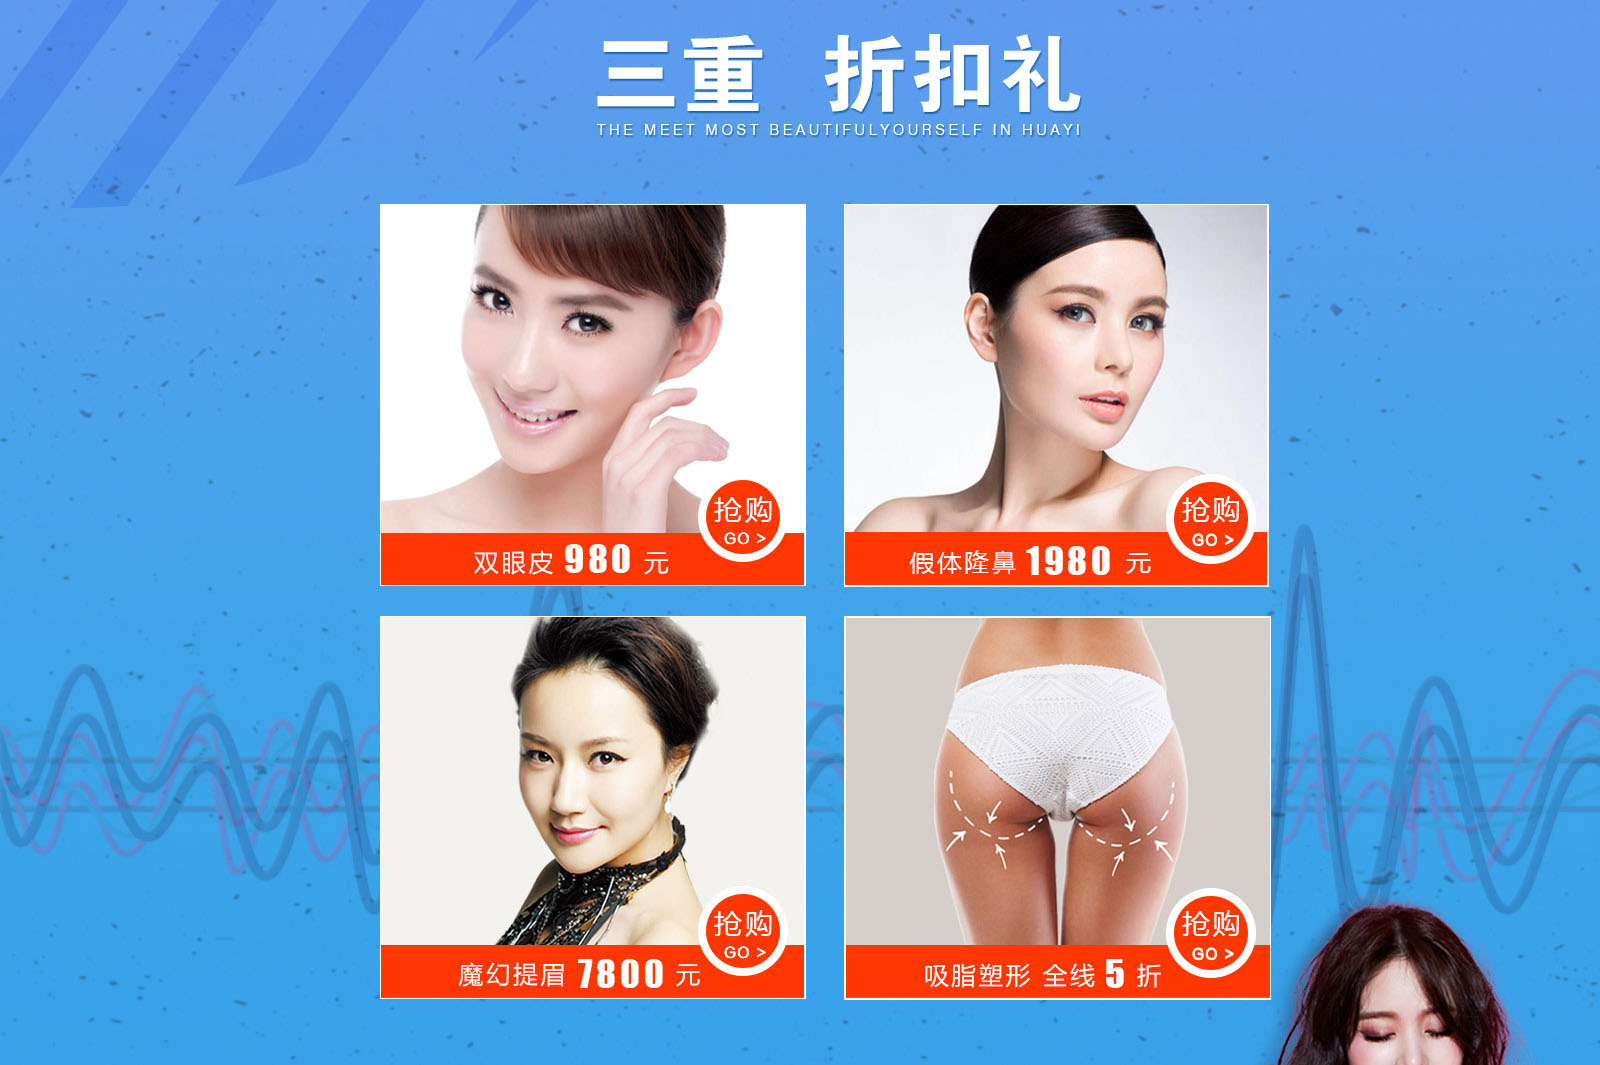 三重 折扣礼
THE MEET MOST BEAUTIFULYOURSELF IN HUAYI
抢购
GO >
双眼皮 980 元
抢购
GO >
假体隆鼻 1980 元
抢购
GO >
魔幻提眉 7800 元
抢购
GO >
吸脂塑形 全线 5 折